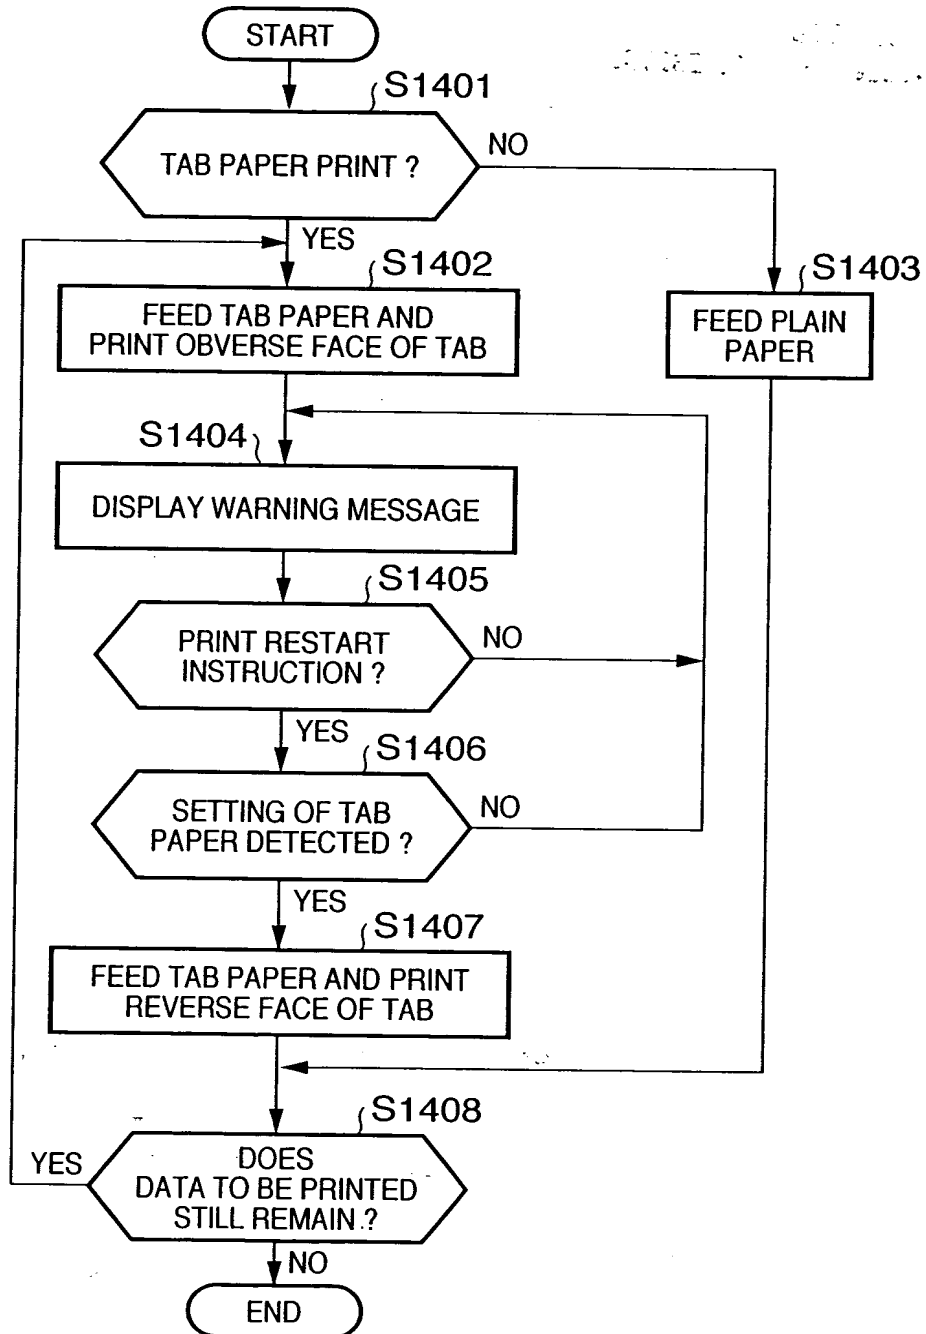 START
S1401
TAB PAPER PRINT ?
NO
YES
S1402
S1403
FEED TAB PAPER AND
PRINT OBVERSE FACE OF TAB
FEED PLAIN
PAPER
S1404
DISPLAY WARNING MESSAGE
S1405
PRINT RESTART
INSTRUCTION ?
NO
YES
S1406
SETTING OF TAB
PAPER DETECTED ?
NO
YES
S1407
FEED TAB PAPER AND PRINT
REVERSE FACE OF TAB
S1408
YES
DOES
DATA TO BE PRINTED
STILL REMAIN ?
NO
END